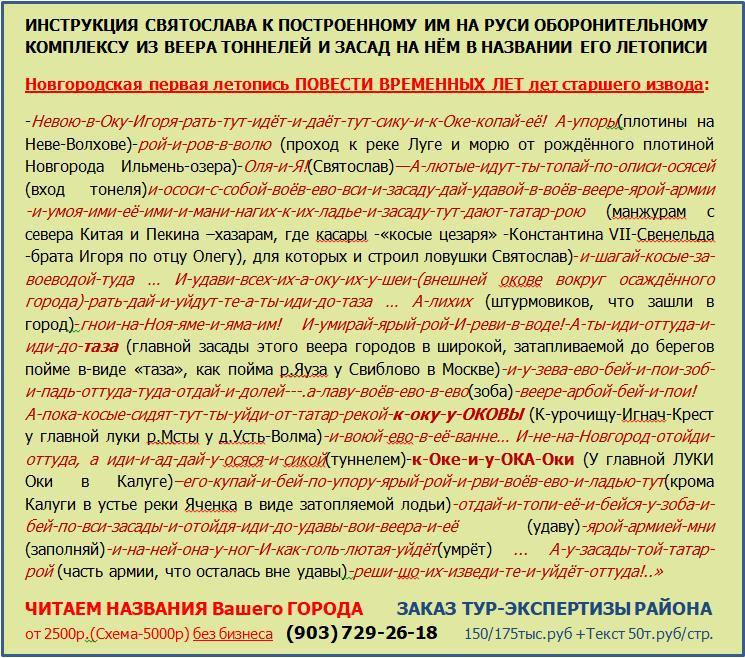 ИНСТРУКЦИЯ СВЯТОСЛАВА К ПОСТРОЕННОМУ ИМ НА РУСИ ОБОРОНИТЕЛЬНОМУ
КОМПЛЕКСУ ИЗ ВЕЕРА ТОННЕЛЕЙ И ЗАСАД НА НЁМ В НАЗВАНИИ ЕГО ЛЕТОПИСИ
Новгородская первая летопись ПОВЕСТИ ВРЕМЕННЫХ ЛЕТ лет старшего извода:
-Невою-в-Оку-Игоря-рать-тут-идёт-и-даёт-тут-сику-и-к-Оке-копай-её! А-упоры(плотины на
Неве-Волхове)-рой-и-ров-в-волю (проход к реке Луге и морю от рождённого плотиной
Новгорода Ильмень-озера)-Оля-и-Я!(Святослав)—А-лютые-идут-ты-топай-по-описи-осясей
(вход тонеля)и-ососи-с-собой-воёв-ево-вси-и-засаду-дай-удавой-в-воёв-веере-ярой-армии
-и-умоя-ими-её-ими-и-мани-нагих-к-их-ладье-и-засаду-тут-дают-татар-рою (манжурам с
севера Китая и Пекина –хазарам, где касары -«косые цезаря» -Константина VII-Свенельда
-брата Игоря по отцу Олегу), для которых и строил ловушки Святослав)-и-шагай-косые-за-
воеводой-туда ... И-удави-всех-их-а-оку-их-у-шеи-(внешней окове вокруг осаждённого
города)-рать-дай-и-уйдут-те-а-ты-иди-до-таза ... А-лихих (штурмовиков, что зашли в
город)-гнои-на-Ноя-яме-и-яма-им! И-умирай-ярый-рой-И-реви-в-воде!-А-ты-иди-оттуда-и-
иди-до-таза (главной засады этого веера городов в широкой, затапливаемой до берегов
пойме в-виде «таза», как пойма р.Яуза у Свиблово в Москве)-и-у-зева-ево-бей-и-пои-зоб-
и-падь-оттуда-туда-отдай-и-долей---.а-лаву-воёв-ево-в-ево(зоба)-веере-арбой-бей-и-пои!
А-пока-косые-сидят-тут-ты-уйди-от-татар-рекой-к-оку-у-ОКОВЫ (К-урочищу-Игнач-Крест
у главной луки р.Мсты у д.Усть-Волма)-и-воюй-ево-в-её-ванне... И-не-на-Новгород-отойди-
оттуда, а иди-и-ад-дай-у-осяся-и-сикой(туннелем)-к-Оке-и-у-ОКА-Оки (У главной ЛУКИ
Оки в Калуге)–его-купай-и-бей-по-упору-ярый-рой-и-рви-воёв-ево-и-ладью-тут(крома
Калуги в устье реки Яченка в виде затопляемой лодьи)-отдай-и-топи-её-и-бейся-у-зоба-и-
бей-по-вси-засады-и-отойдя-иди-до-удавы-вои-веера-и-её (удаву)-ярой-армией-мни
(заполняй)-и-на-ней-она-у-ног-И-как-голь-лютая-уйдёт(умрёт) ... А-у-засады-той-татар-
рой (часть армии, что осталась вне удавы)-реши-шо-их-изведи-те-и-уйдёт-оттуда!..»
ЧИТАЕМ НАЗВАНИЯ Вашего ГОРОДА ЗАКАЗ ТУР-ЭКСПЕРТИЗЫ РАЙОНА
от 2500р.(Схема-5000р) без бизнеса (903) 729-26-18 150/175тыс.руб +Текст 50т.руб/стр.